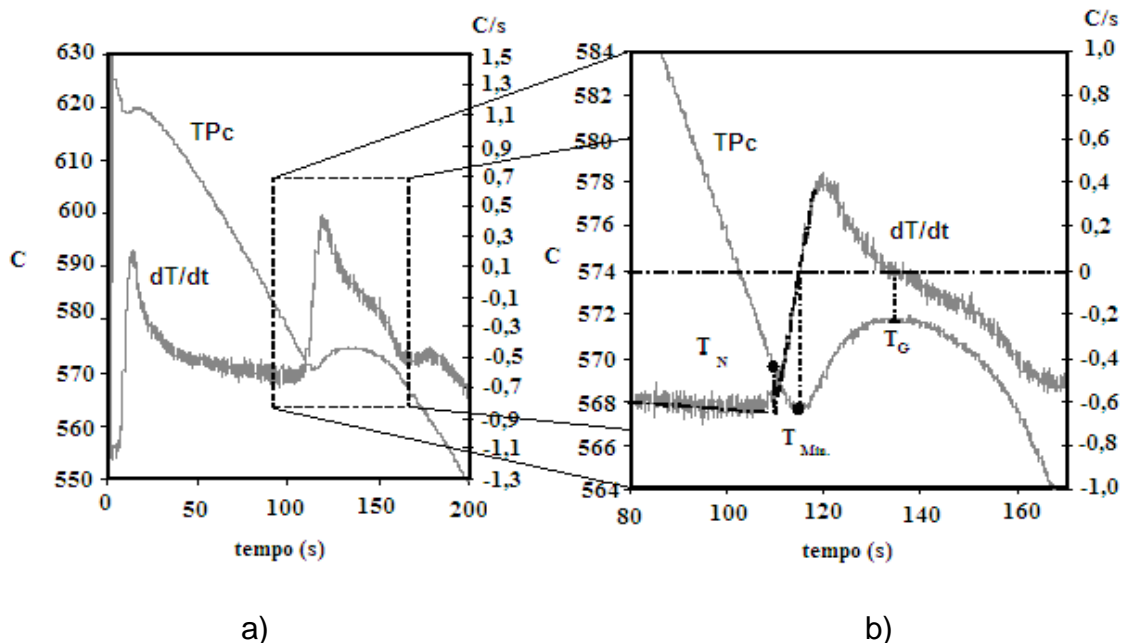 C/s
630
620
610
600
590
580
570
560
550
C
1,5
1,3
1,1
0,9
0,7
0,5
0,3
0,1
-0,1
-0,3
-0,5
-0,7
-0,9
-1,1
-1,3
TPc
dT/dt
0 50 100 150 200
tempo (s)
a)
C/s
584
582
580
578
576
574
572
570
568
566
564
C
1,0
0,8
0,6
0,4
0,2
0
-0,2
-0,4
-0,6
-0,8
-1,0
TPc
dT/dt
T N
T G
T Min.
80 100 120 140 160
tempo (s)
b)